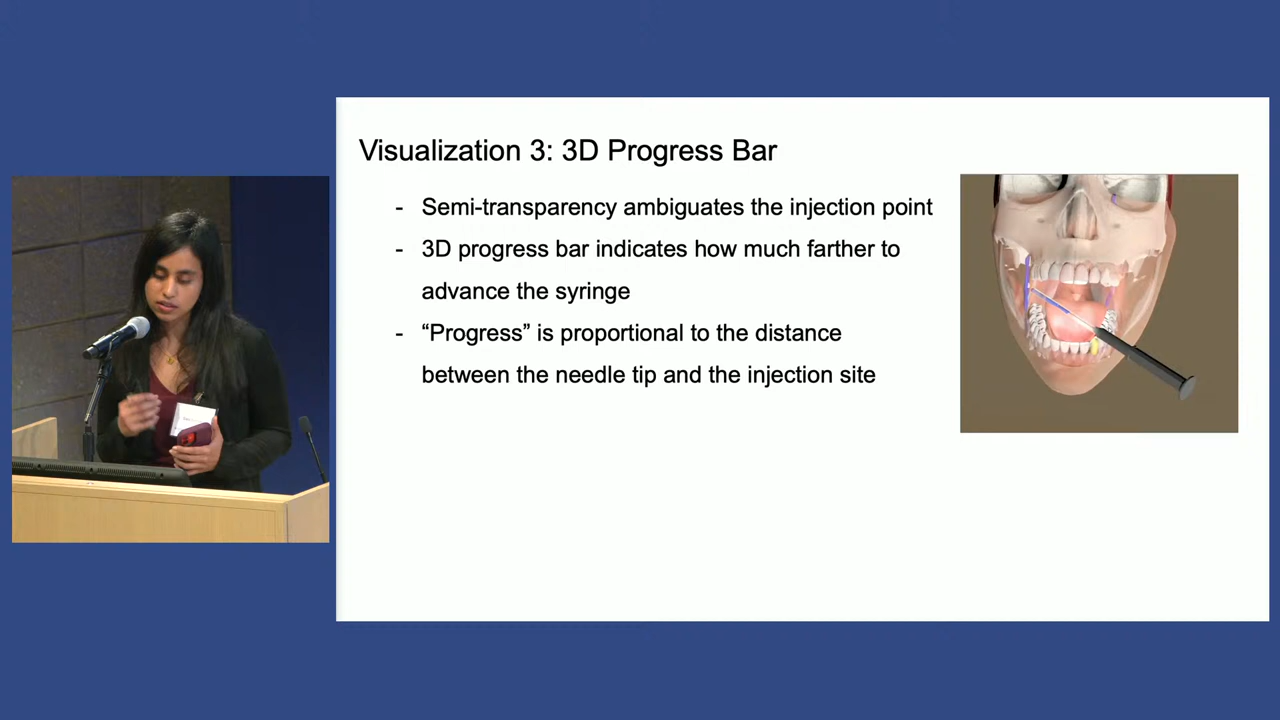 Visualization 3: 3D Progress Bar
- Semi-transparency ambiguates the injection point
- 3D progress bar indicates how much farther to
advance the syringe
- “Progress” is proportional to the distance
between the needle tip and the injection site